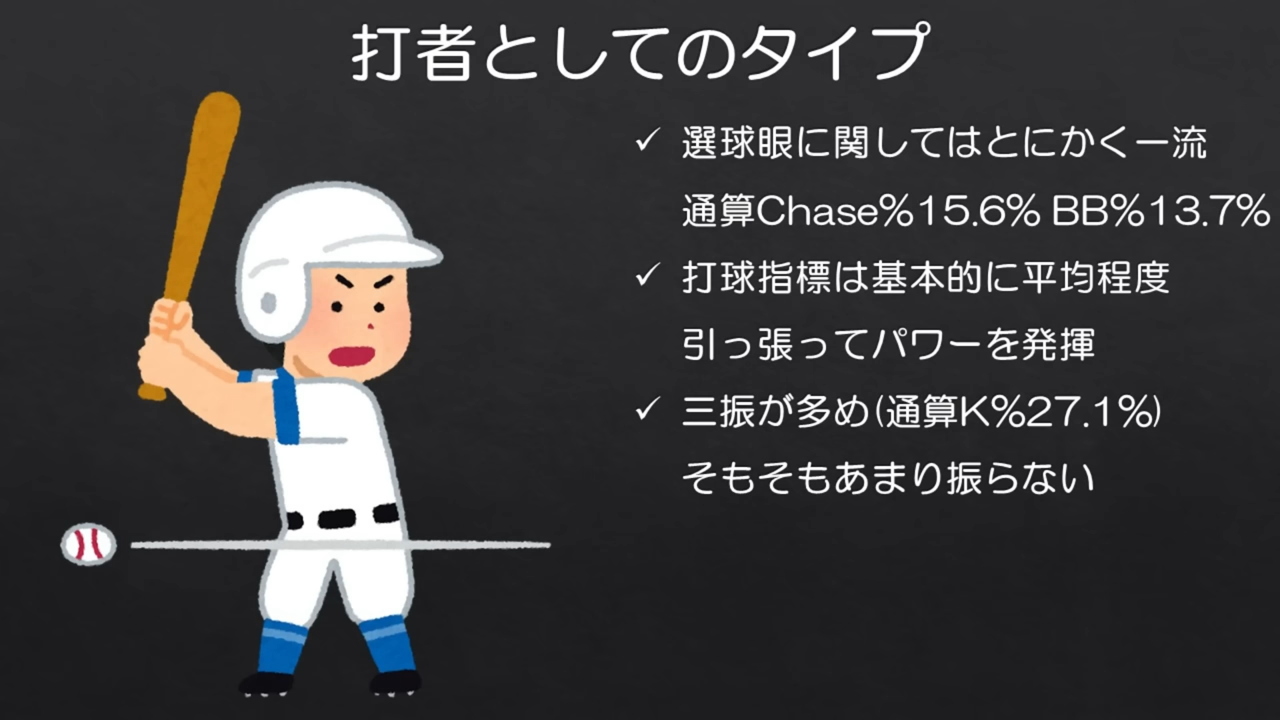 打者としてのタイプ
✓ 選球眼に関してはとにかく一流
通算Chase%15.6% BB%13.7%
✓ 打球指標は基本的に平均程度
引っ張ってパワーを発揮
✓ 三振が多め(通算K%27.1%)
そもそもあまり振らない